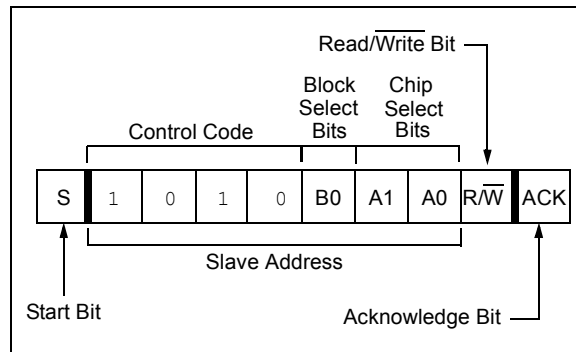 Read/Write Bit
Block Select Bits
Chip Select Bits
Control Code
S 1 0 1 0 B0 A1 A0 R/W ACK
Slave Address
Start Bit
Acknowledge Bit